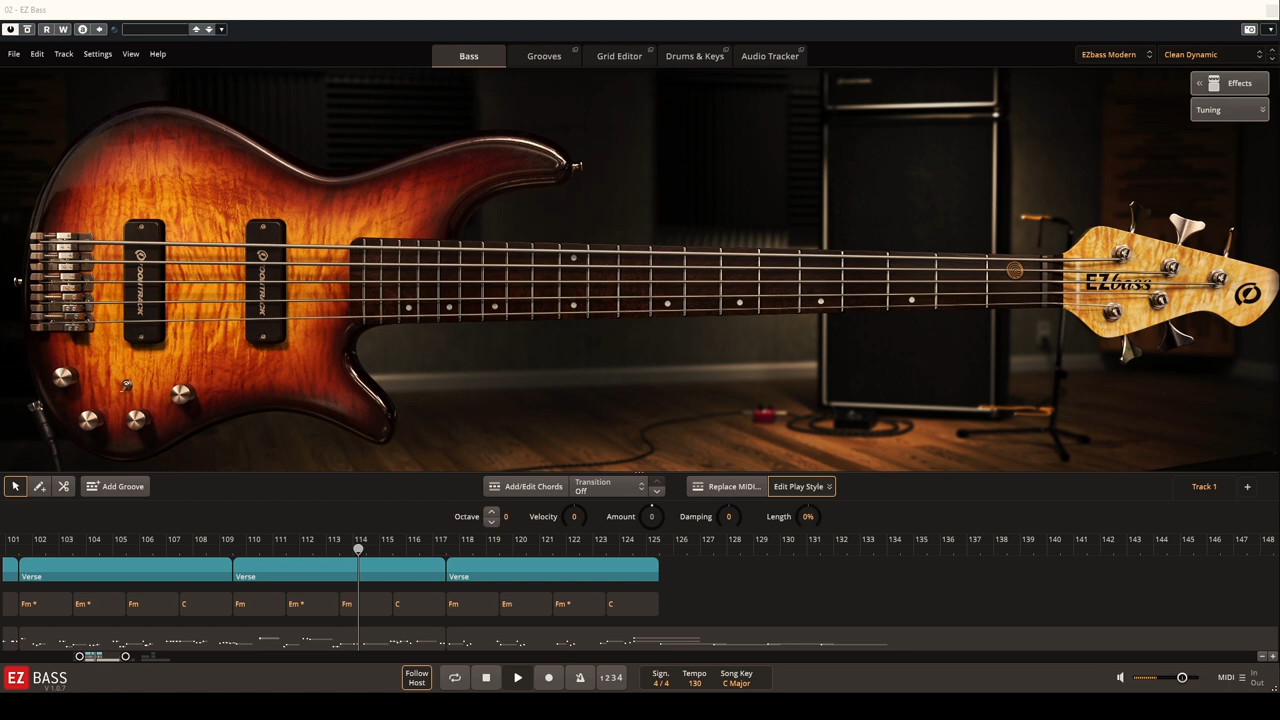 02 - EZ Bass
R W
File Edit Track Settings View Help
Bass Grooves Grid Editor Drums & Keys Audio Tracker
EZbass Modern Clean Dynamic
Effects
Tuning
EZbass
Add Groove
Add/Edit Chords
Transition
Off
Replace MIDI...
Edit Play Style
Track 1 +
Octave 0 Velocity 0 Amount 0 Damping 0 Length 0%
101 102 103 104 105 106 107 108 109 110 111 112 113 114 115 116 117 118 119 120 121 122 123 124 125 126 127 128 129 130 131 132 133 134 135 136 137 138 139 140 141 142 143 144 145 146 147 148
Verse Verse Verse
Fm * Em * Fm C Fm Em * Fm C Fm Em Fm * C
EZ BASS
V 1.0.7
Follow
Host
1 2 3 4
Sign. Tempo Song Key
4 / 4 130 C Major
MIDI
In
Out